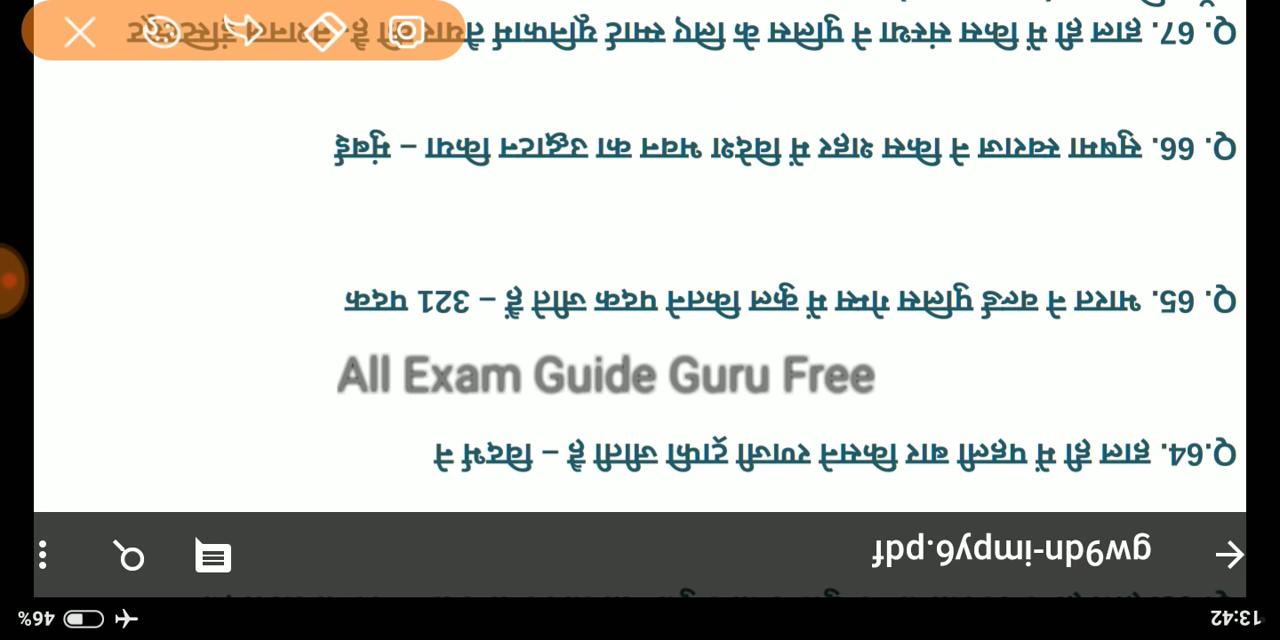 13:42
46%
gw9dn-impy6.pdf
Q.64. हाल ही में पहली बार किसने रणजी ट्रॉफी जीती है – विदर्भ ने
All Exam Guide Guru Free
Q. 65. भारत ने वर्ल्ड पुलिस गेम्स में कुल कितने पदक जीते हैं – 321 पदक
Q. 66. सुषमा स्वराज ने किस शहर में विदेश भवन का उद्घाटन किया – मुंबई
Q. 67. हाल ही में किस संस्था ने पुलिस के लिए स्मार्ट यूनिफार्म तैयार की है- नेशनल इंस्टिट्यूट